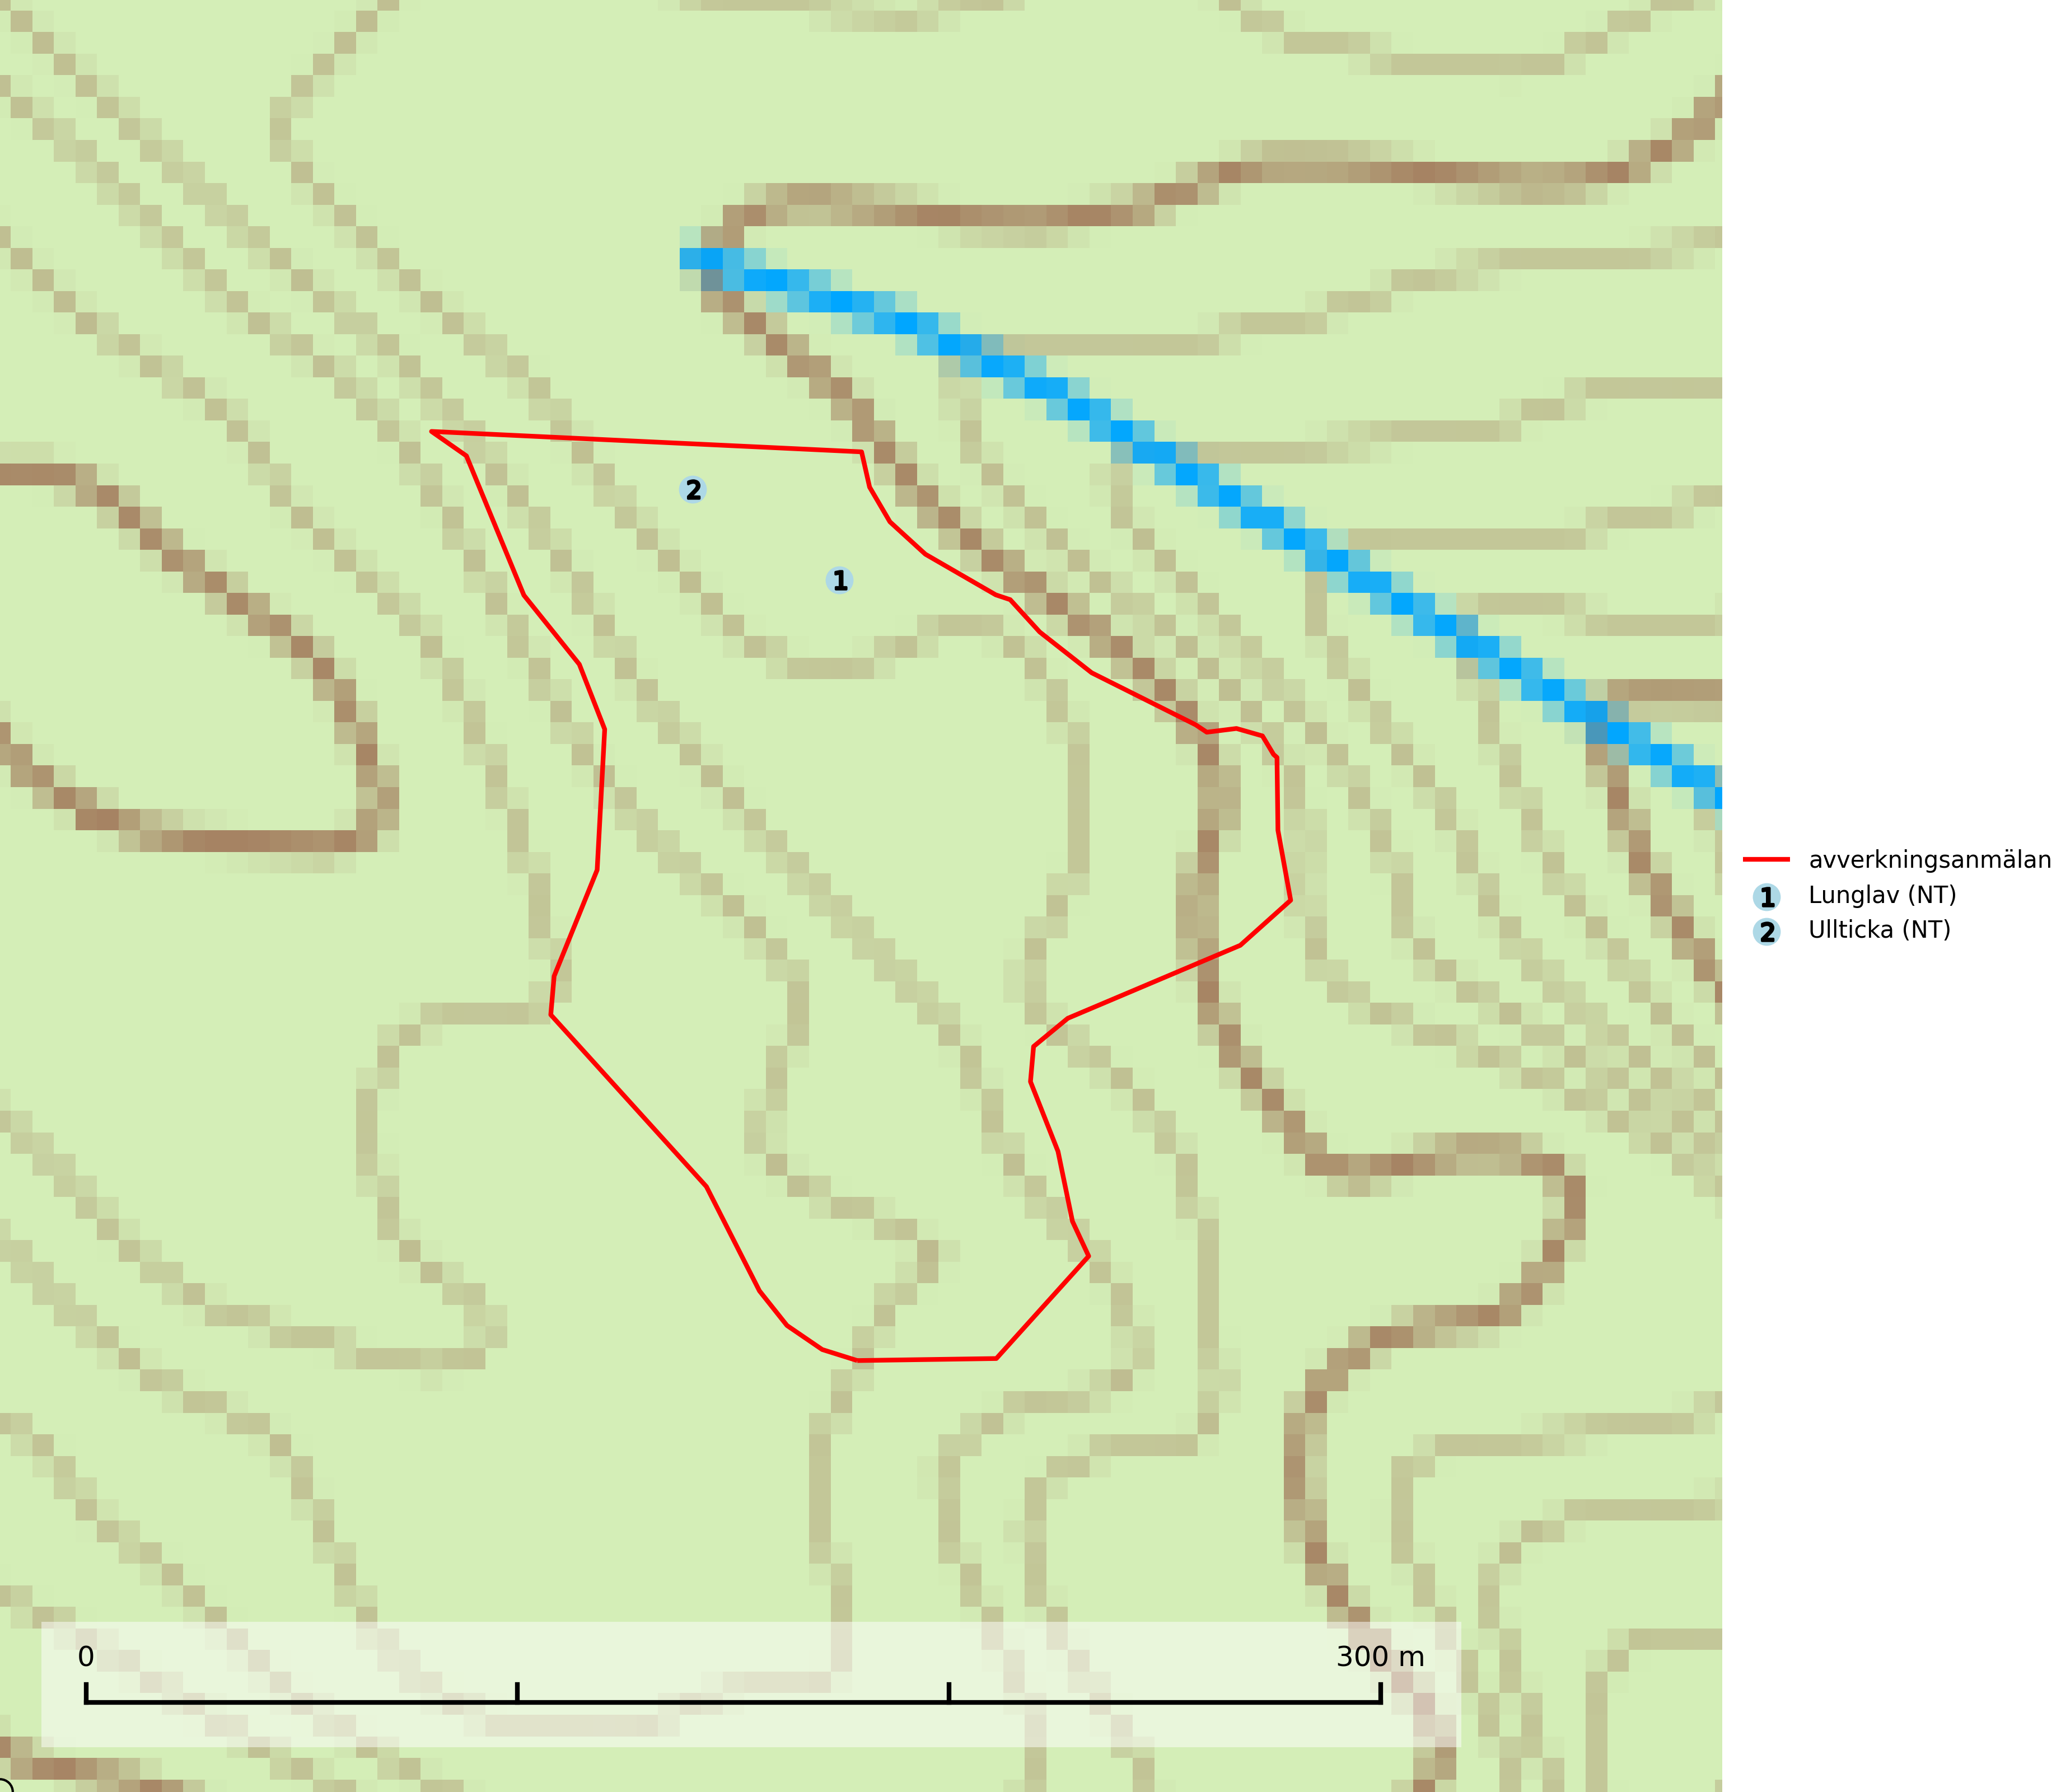 2
1
avverkningsanmälan
1 Lunglav (NT)
2 Ullticka (NT)
0 300 m